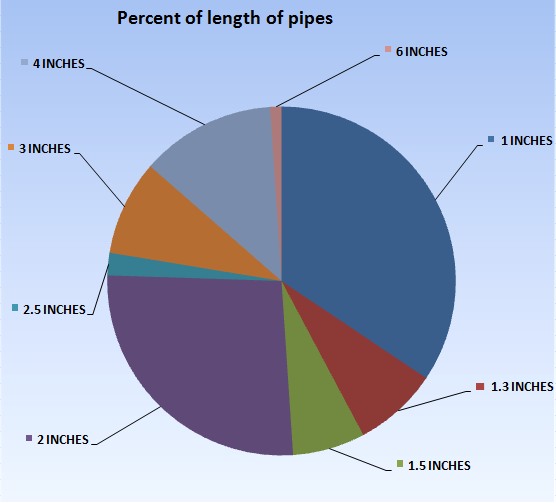 Percent of length of pipes
6 INCHES
4 INCHES
1 INCHES
3 INCHES
2.5 INCHES
1.3 INCHES
2 INCHES
1.5 INCHES